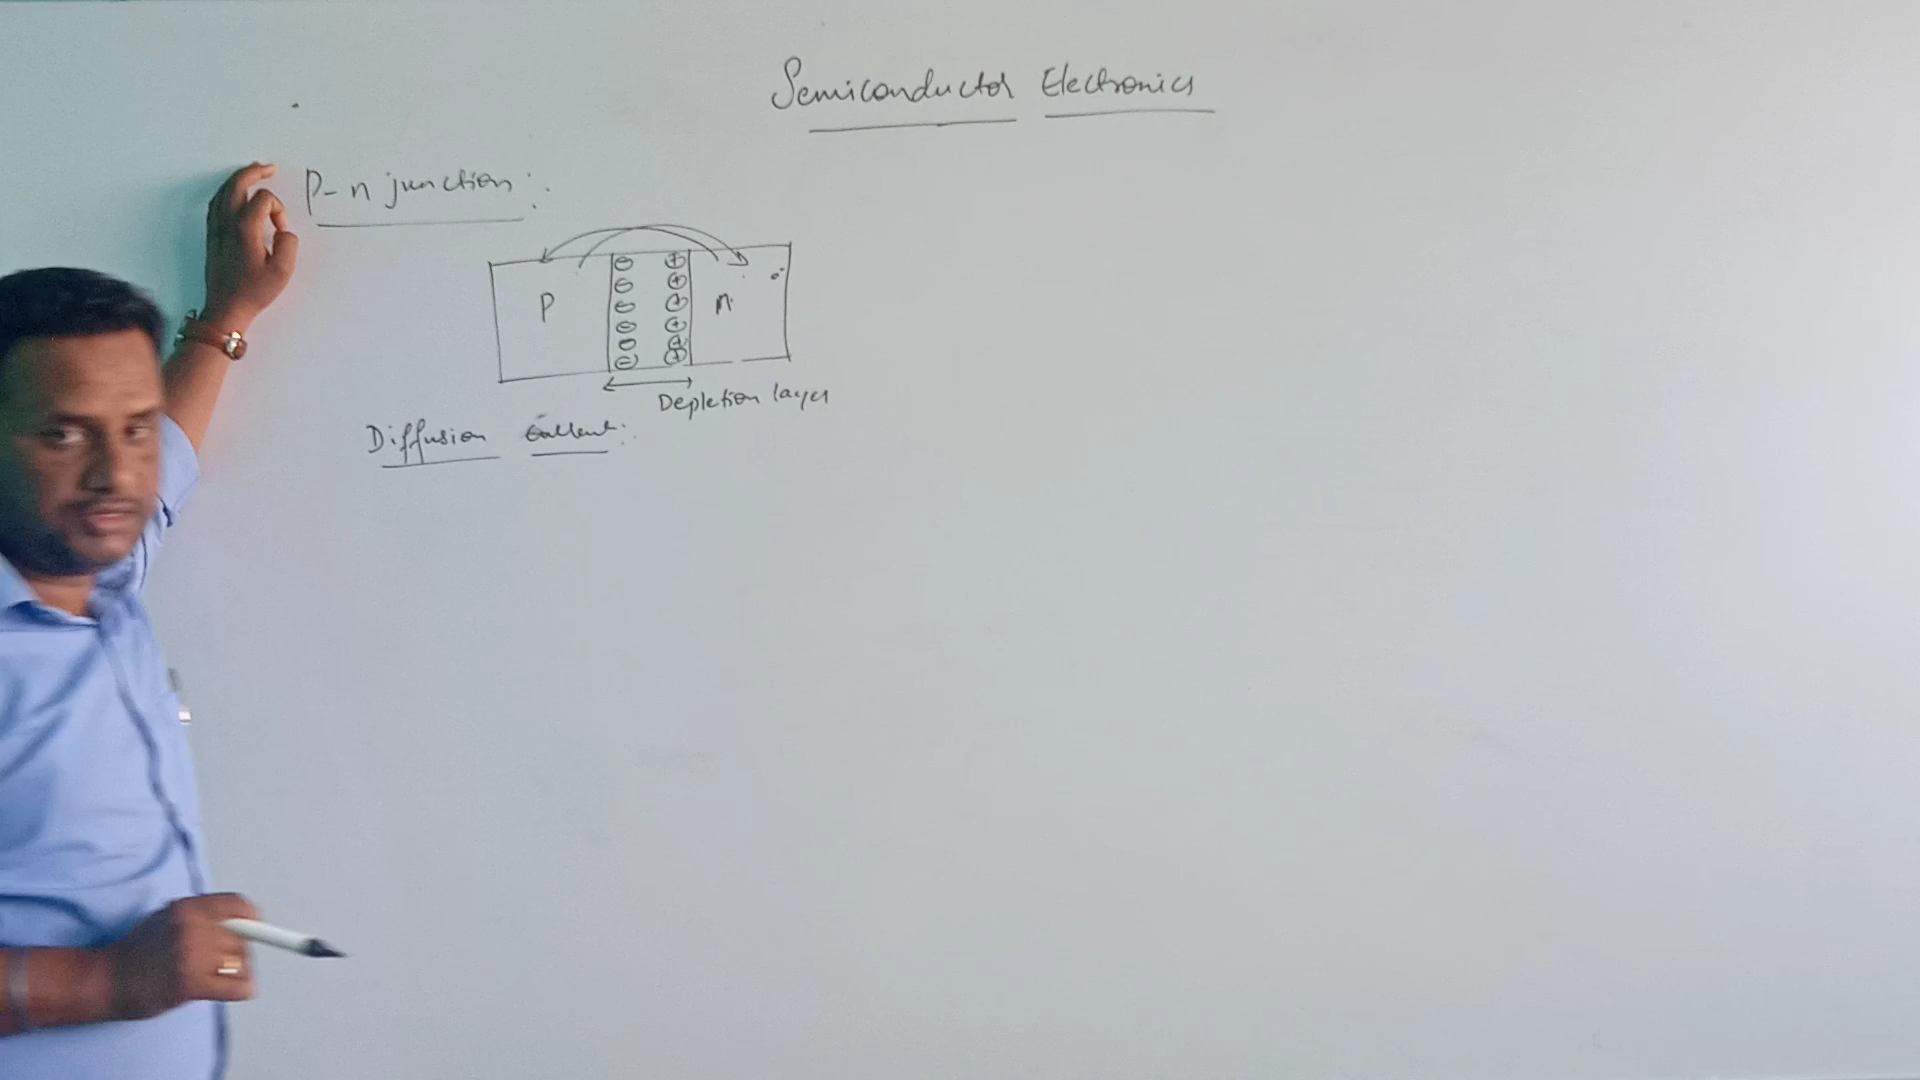 Semiconductor Electronics
P-n junction:.
⊖ ⊕
⊖ ⊕
P ⊖ ⊕ n
⊖ ⊕
⊖ ⊕
⊖ ⊕
Depletion layer
Diffusion Current:.